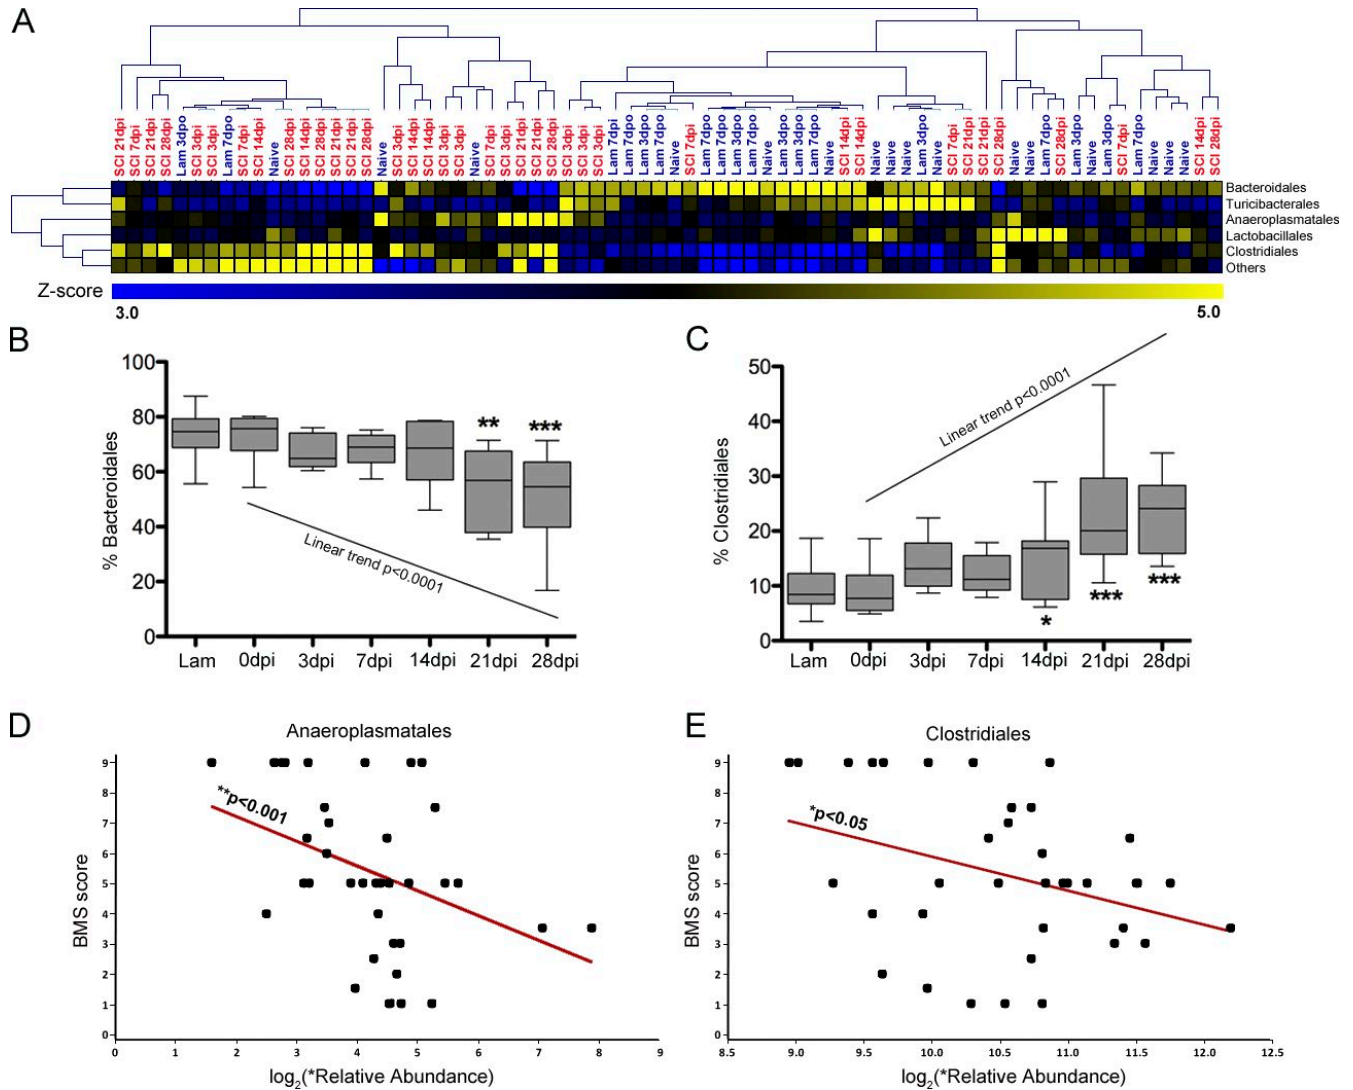 A
SCI 21dpi
SCI 7dpi
SCI 21dpi
SCI 28dpi
Lam 3dpo
SCI 3dpi
SCI 3dpi
Lam 7dpo
SCI 7dpi
SCI 14dpi
Naive
SCI 28dpi
SCI 14dpi
SCI 28dpi
SCI 21dpi
SCI 21dpi
SCI 28dpi
Naive
SCI 3dpi
SCI 14dpi
SCI 14dpi
SCI 3dpi
SCI 3dpi
Naive
SCI 7dpi
SCI 3dpi
SCI 21dpi
SCI 21dpi
SCI 28dpi
SCI 3dpi
SCI 3dpi
SCI 3dpi
Lam 7dpi
Lam 7dpo
Lam 3dpo
Lam 7dpo
Naive
SCI 7dpi
Lam 7dpo
Lam 7dpo
Lam 3dpo
Lam 3dpo
Naive
Lam 7dpo
Lam 3dpo
Lam 7dpo
Naive
SCI 14dpi
SCI 14dpi
Naive
Naive
Naive
Lam 3dpo
Naive
SCI 7dpi
SCI 21dpi
SCI 21dpi
SCI 28dpi
Naive
Naive
Lam 7dpo
SCI 28dpi
Lam 3dpo
Naive
Lam 3dpo
SCI 7dpi
Lam 7dpo
Naive
Naive
Naive
SCI 14dpi
SCI 28dpi
Bacteroidales
Turicibacterales
Anaeroplasmatales
Lactobacillales
Clostridiales
Others
Z-score
3.0 5.0
B
% Bacteroidales
100
80
60
40
20
0
** ***
Linear trend p<0.0001
Lam 0dpi 3dpi 7dpi 14dpi 21dpi 28dpi
C
% Clostridiales
50
40
30
20
10
0
Linear trend p<0.0001
* *** ***
Lam 0dpi 3dpi 7dpi 14dpi 21dpi 28dpi
D
Anaeroplasmatales
BMS score
9
8
7
6
5
4
3
2
1
0
**p<0.001
0 1 2 3 4 5 6 7 8 9
log2(*Relative Abundance)
E
Clostridiales
BMS score
9
8
7
6
5
4
3
2
1
0
*p<0.05
8.5 9.0 9.5 10.0 10.5 11.0 11.5 12.0 12.5
log2(*Relative Abundance)